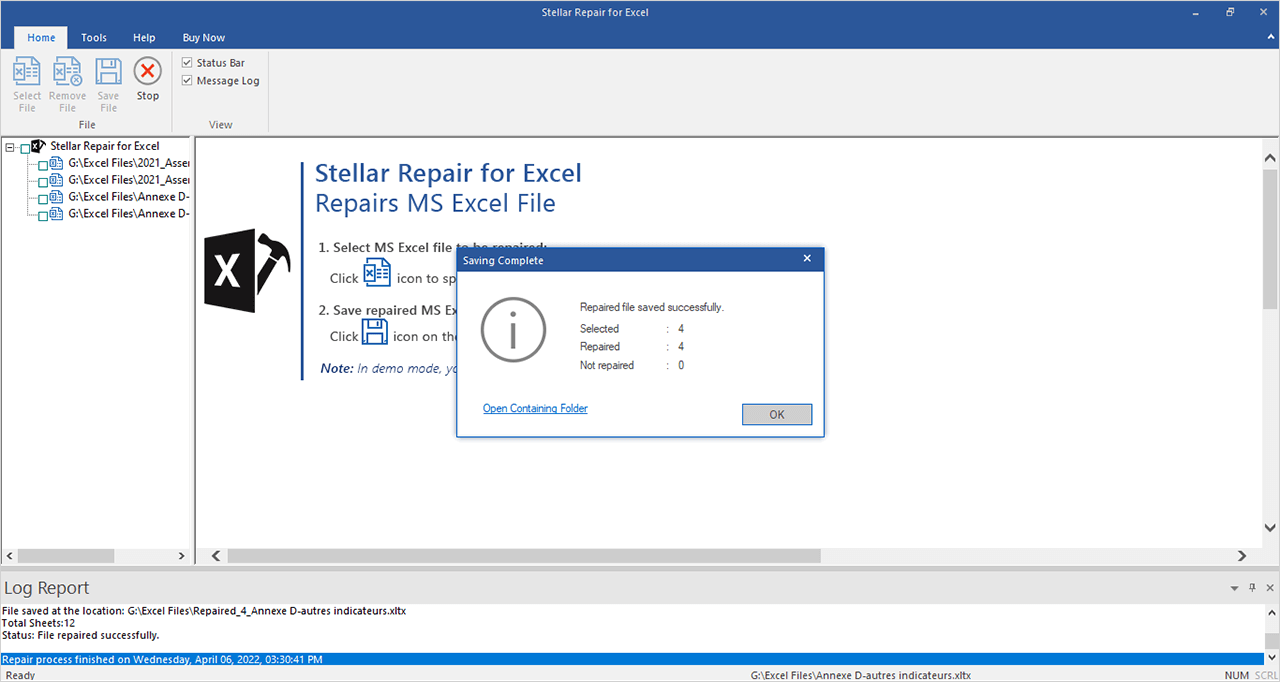 Stellar Repair for Excel
Home Tools Help Buy Now
Select File
Remove File
Save File
Stop
Status Bar
Message Log
File
View
Stellar Repair for Excel
G:\Excel Files\2021_Asser
G:\Excel Files\2021_Asser
G:\Excel Files\Annexe D-
G:\Excel Files\Annexe D-
Stellar Repair for Excel
Repairs MS Excel File
X
1. Select MS Excel file to be repaired:
Click icon to sp
2. Save repaired MS Ex
Click icon on the
Note: In demo mode, yo
Saving Complete
Repaired file saved successfully.
Selected : 4
Repaired : 4
Not repaired : 0
Open Containing Folder
OK
Log Report
File saved at the location: G:\Excel Files\Repaired_4_Annexe D-autres indicateurs.xltx
Total Sheets:12
Status: File repaired successfully.
Repair process finished on Wednesday, April 06, 2022, 03:30:41 PM
Ready G:\Excel Files\Annexe D-autres indicateurs.xltx NUM SCRL